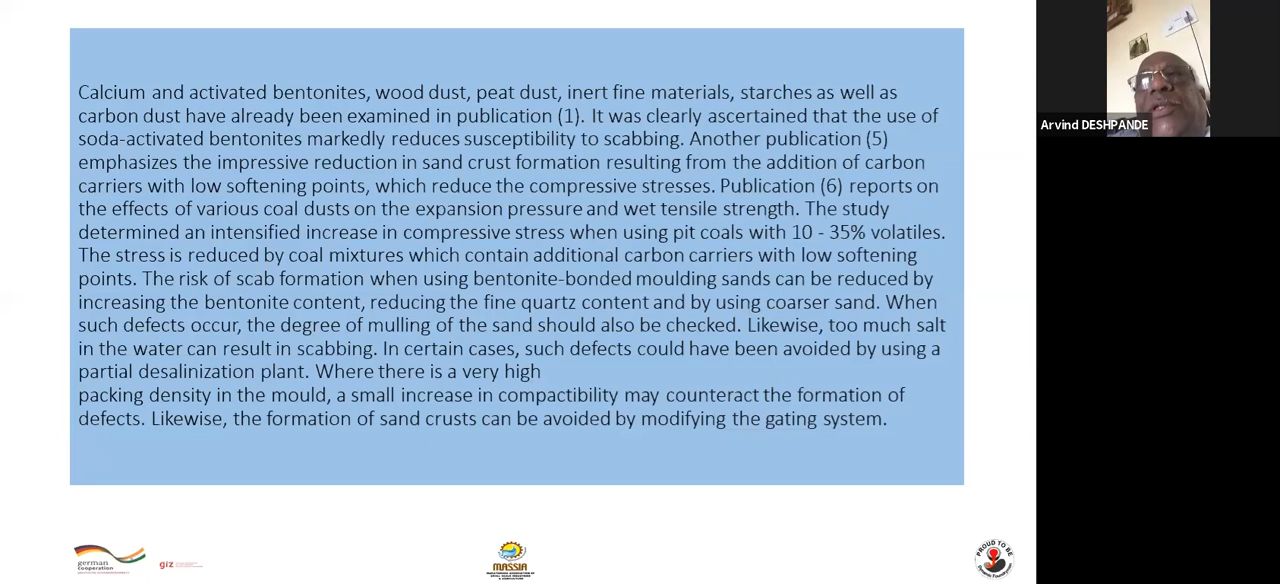 Calcium and activated bentonites, wood dust, peat dust, inert fine materials, starches as well as
carbon dust have already been examined in publication (1). It was clearly ascertained that the use of
soda-activated bentonites markedly reduces susceptibility to scabbing. Another publication (5)
emphasizes the impressive reduction in sand crust formation resulting from the addition of carbon
carriers with low softening points, which reduce the compressive stresses. Publication (6) reports on
the effects of various coal dusts on the expansion pressure and wet tensile strength. The study
determined an intensified increase in compressive stress when using pit coals with 10 - 35% volatiles.
The stress is reduced by coal mixtures which contain additional carbon carriers with low softening
points. The risk of scab formation when using bentonite-bonded moulding sands can be reduced by
increasing the bentonite content, reducing the fine quartz content and by using coarser sand. When
such defects occur, the degree of mulling of the sand should also be checked. Likewise, too much salt
in the water can result in scabbing. In certain cases, such defects could have been avoided by using a
partial desalinization plant. Where there is a very high
packing density in the mould, a small increase in compactibility may counteract the formation of
defects. Likewise, the formation of sand crusts can be avoided by modifying the gating system.
Arvind DESHPANDE
german
cooperation
giz
MASSIA
PROUD TO BE